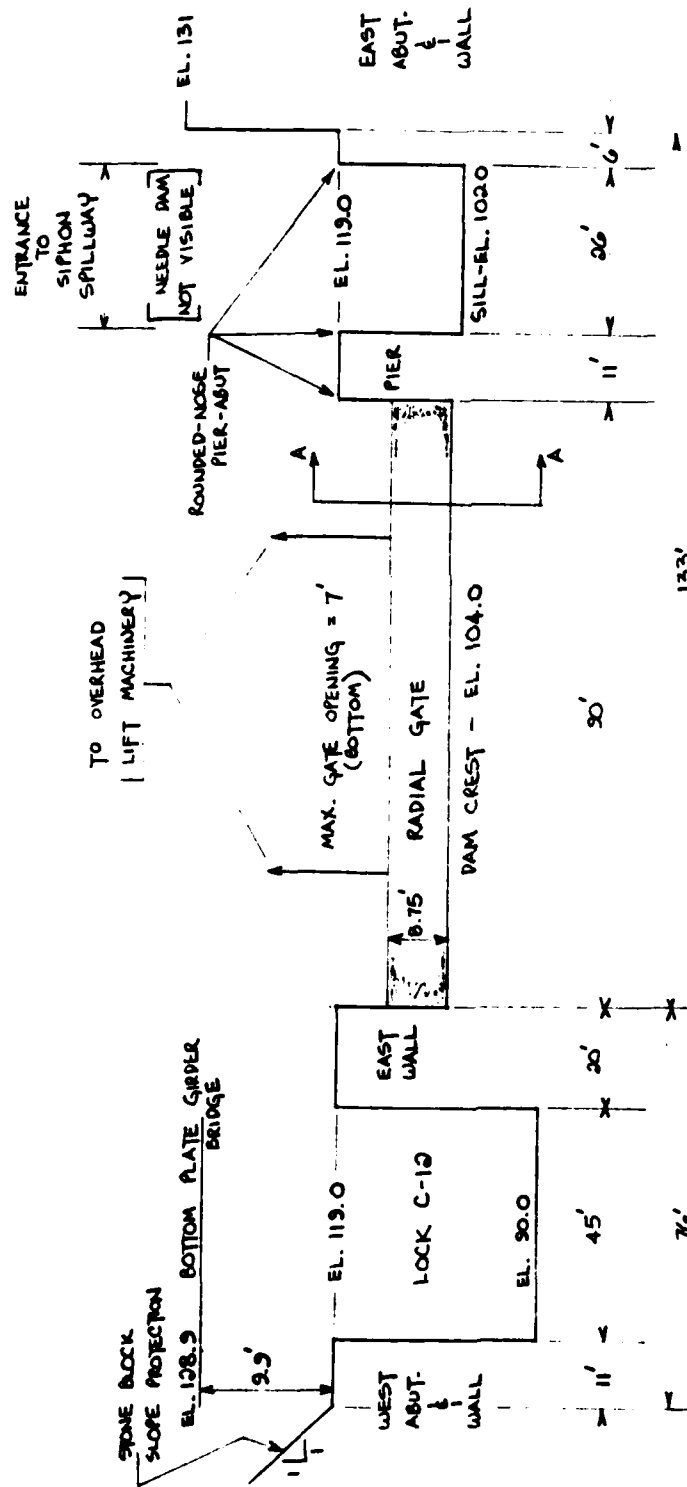 STONE BLOCK
SLOPE PROTECTION
EL. 128.9 BOTTOM PLATE GIRDER
BRIDGE
9.9'
1
1
EL. 119.0
WEST
ABUT.
&
WALL
LOCK C-12
EL. 90.0
EAST
WALL
TO OVERHEAD
LIFT MACHINERY
MAX. GATE OPENING = 7'
(BOTTOM)
8.75'
RADIAL GATE
DAM CREST - EL. 104.0
A
A
ROUNDED-NOSE
PIER-ABUT
PIER
ENTRANCE
TO
SIPHON
SPILLWAY
[NEEDLE DAM]
[NOT VISIBLE]
EL. 119.0
SILL-EL. 102.0
EL. 131
EAST
ABUT.
&
WALL
11'
45'
20'
90'
11'
26'
6'
76'
133'